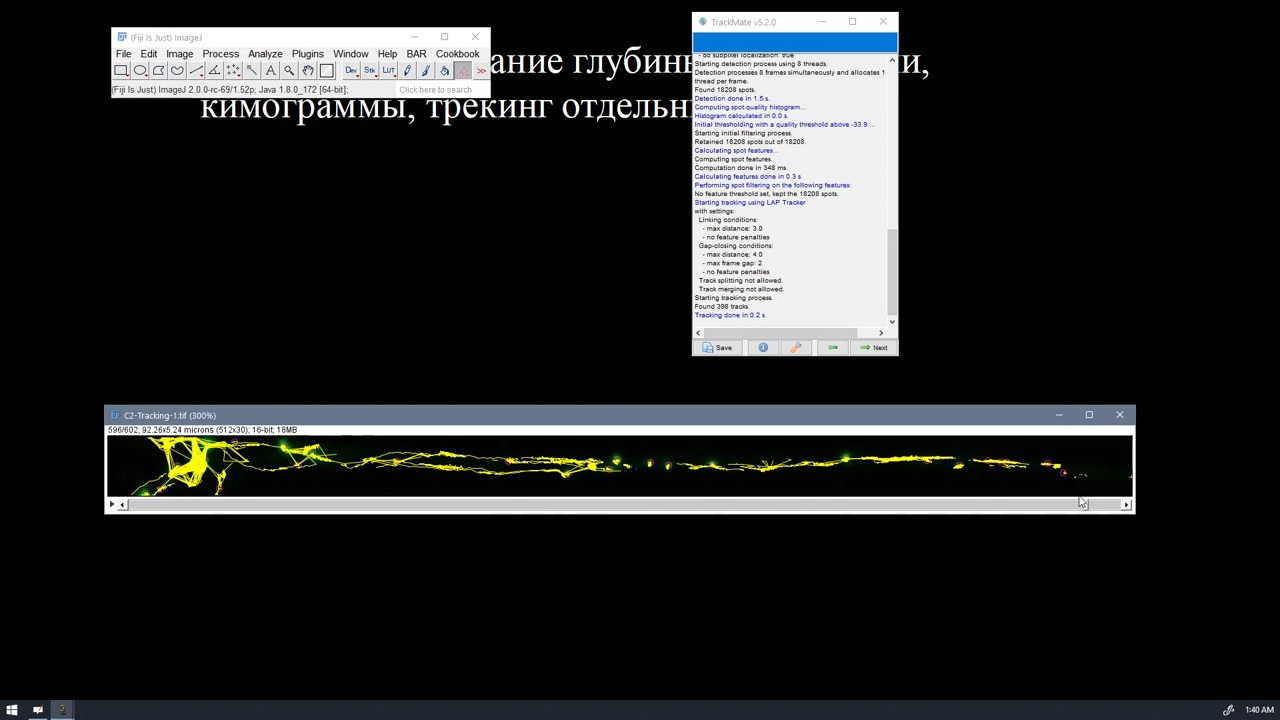 TrackMate v5.2.0
(Fiji Is Just) ImageJ
File Edit Image Process Analyze Plugins Window Help BAR Cookbook
Dev Stk LUT
(Fiji Is Just) ImageJ 2.0.0-rc-69/1.52p; Java 1.8.0_172 [64-bit];
Click here to search
кимограммы, трекинг
- do subpixel localization: true
Starting detection process using 8 threads.
Detection processes 8 frames simultaneously and allocates 1
thread per frame.
Found 18208 spots.
Detection done in 1.5 s.
Computing spot quality histogram...
Histogram calculated in 0.0 s.
Initial thresholding with a quality threshold above -33.9 ...
Starting initial filtering process.
Retained 18208 spots out of 18208.
Calculating spot features...
Computing spot features.
Computation done in 348 ms.
Calculating features done in 0.3 s.
Performing spot filtering on the following features:
No feature threshold set, kept the 18208 spots.
Starting tracking using LAP Tracker
with settings:
Linking conditions:
- max distance: 3.0
- no feature penalties
Gap-closing conditions:
- max distance: 4.0
- max frame gap: 2
- no feature penalties
Track splitting not allowed.
Track merging not allowed.
Starting tracking process.
Found 398 tracks.
Tracking done in 0.2 s.
Save Next
C2-Tracking-1.tif (300%)
596/602; 92.26x5.24 microns (512x30); 16-bit; 18MB
1:40 AM